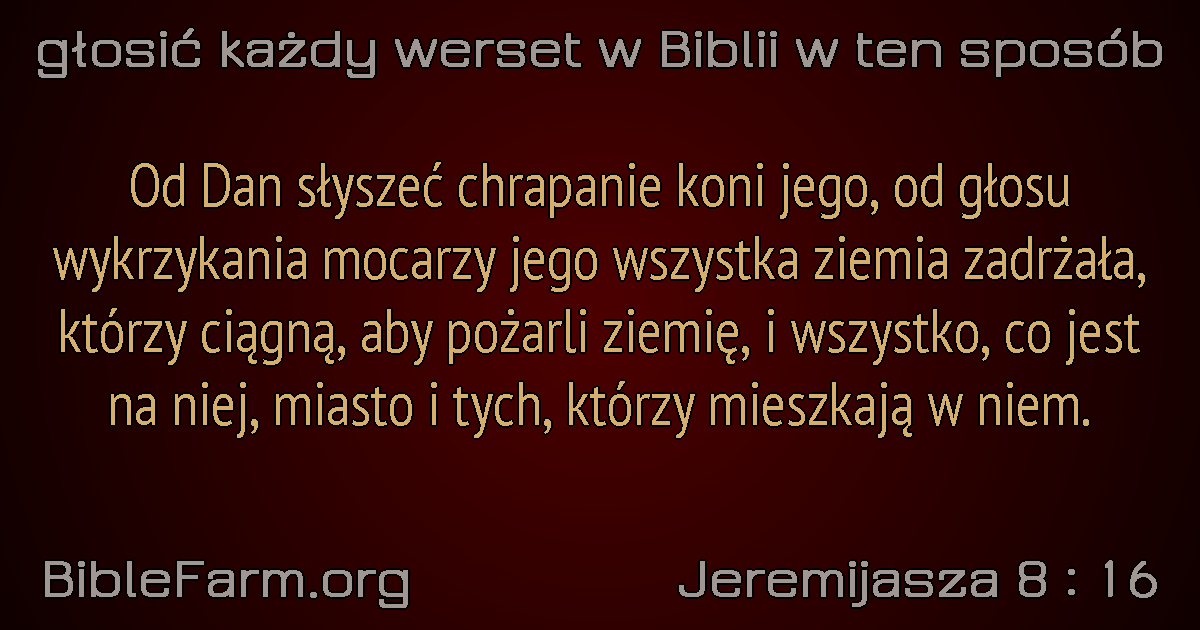 głosić każdy werset w Biblii w ten sposób
Od Dan słyszeć chrapanie koni jego, od głosu
wykrzykania mocarzy jego wszystka ziemia zadrżała,
którzy ciągną, aby pożarli ziemię, i wszystko, co jest
na niej, miasto i tych, którzy mieszkają w niem.
BibleFarm.org
Jeremijasza 8 : 16